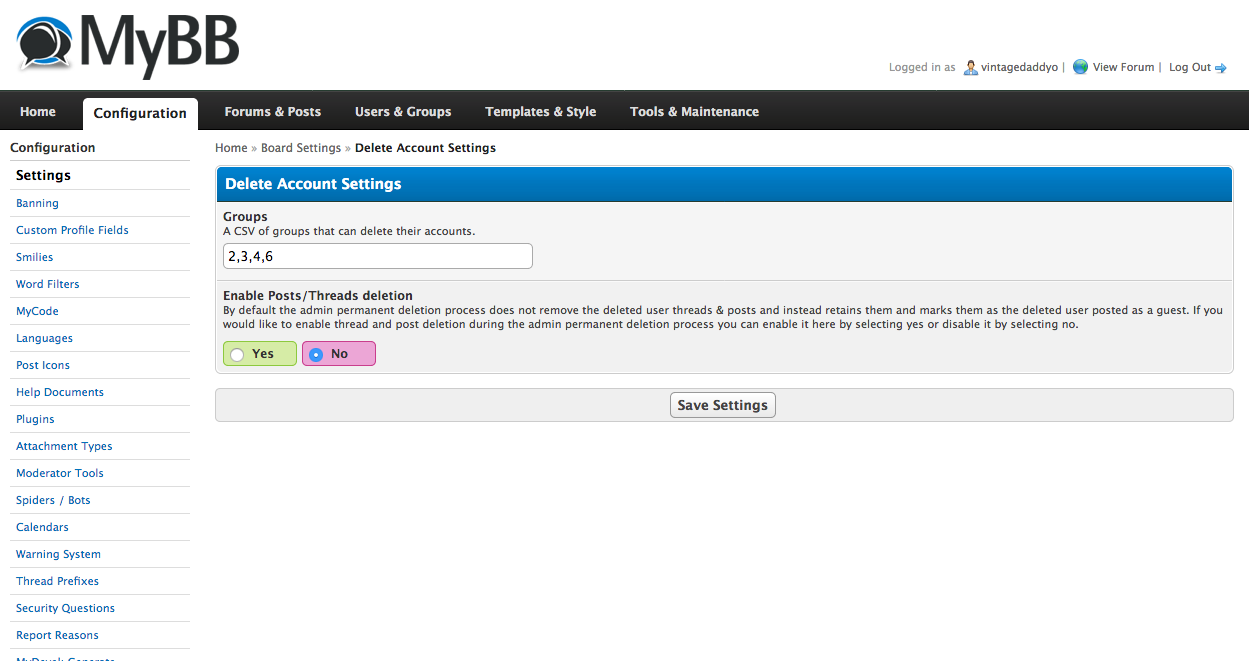 MyBB
Logged in as vintagedaddyo | View Forum | Log Out
Home Configuration Forums & Posts Users & Groups Templates & Style Tools & Maintenance
Configuration
Settings
Banning
Custom Profile Fields
Smilies
Word Filters
MyCode
Languages
Post Icons
Help Documents
Plugins
Attachment Types
Moderator Tools
Spiders / Bots
Calendars
Warning System
Thread Prefixes
Security Questions
Report Reasons
Home » Board Settings » Delete Account Settings
Delete Account Settings
Groups
A CSV of groups that can delete their accounts.
2,3,4,6
Enable Posts/Threads deletion
By default the admin permanent deletion process does not remove the deleted user threads & posts and instead retains them and marks them as the deleted user posted as a guest. If you
would like to enable thread and post deletion during the admin permanent deletion process you can enable it here by selecting yes or disable it by selecting no.
Yes No
Save Settings